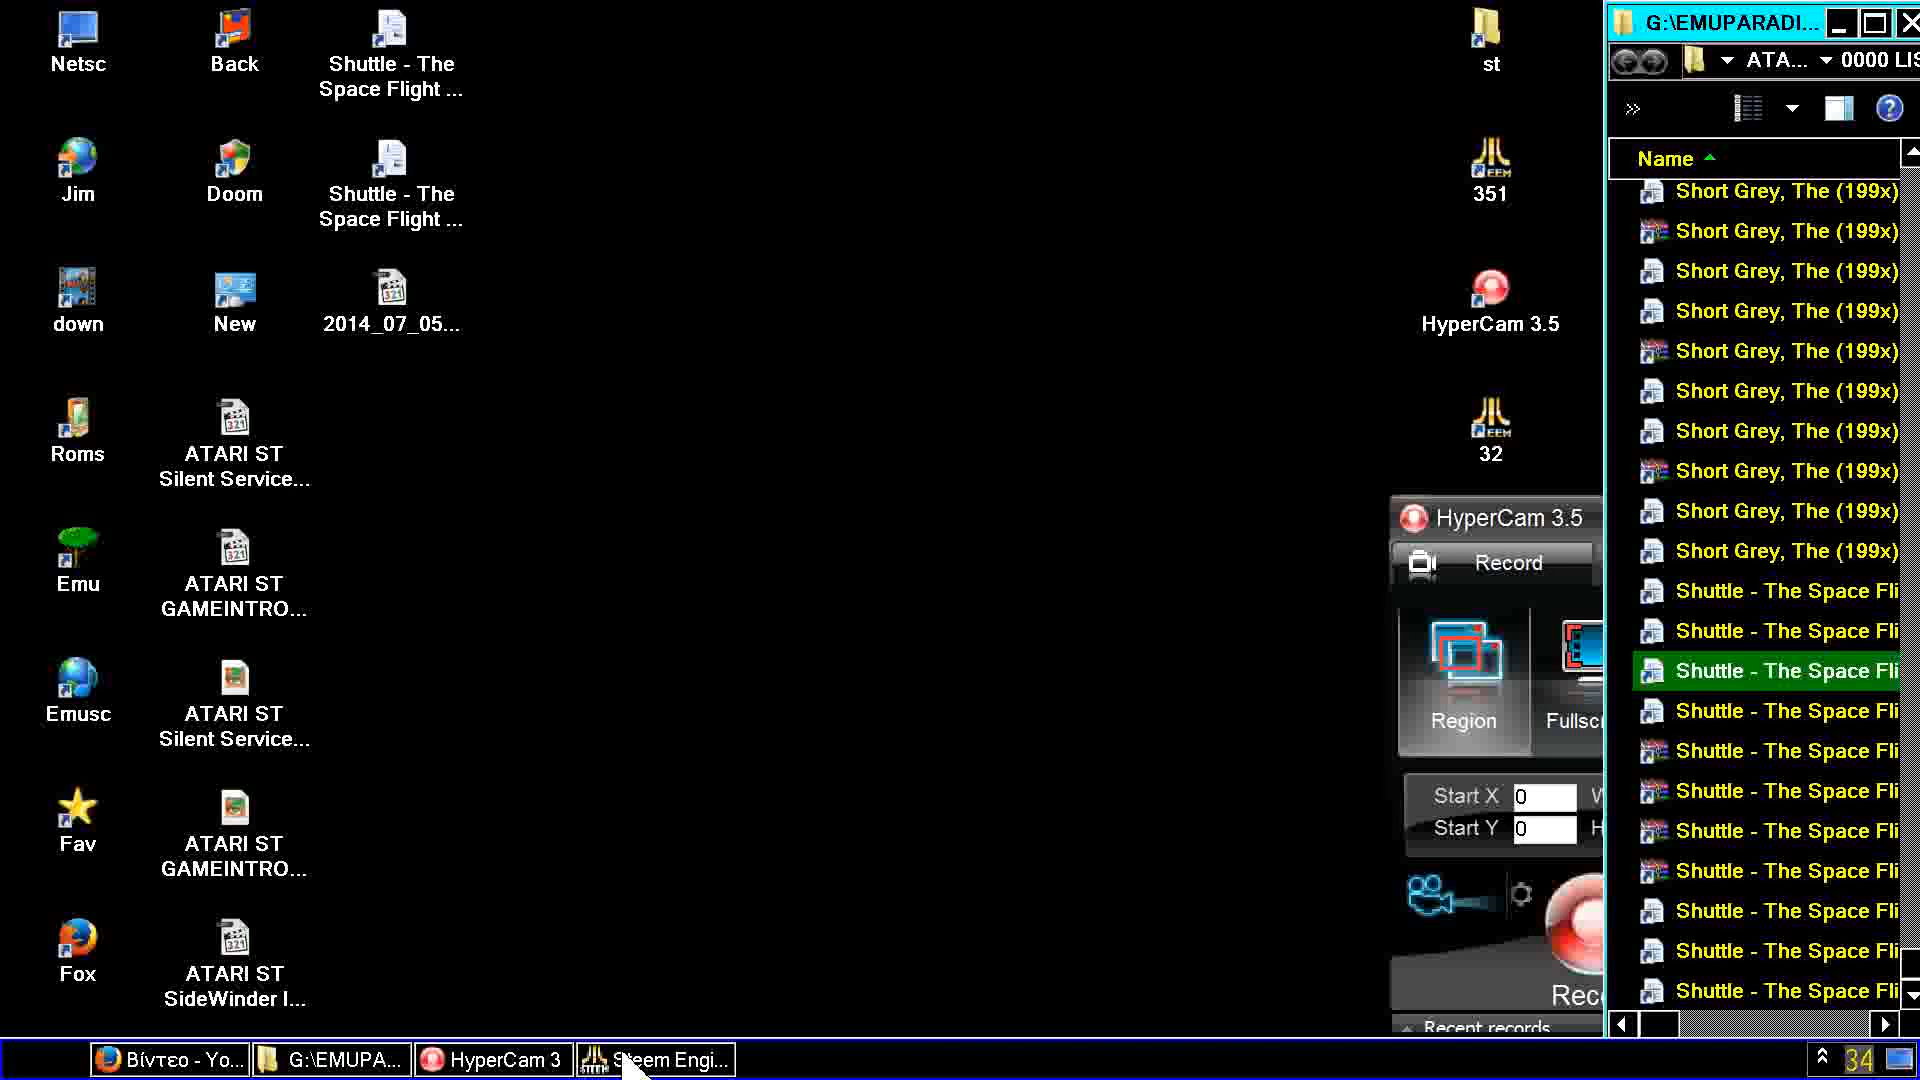 Netsc
Back
Shuttle - The
Space Flight ...
Jim
Doom
Shuttle - The
Space Flight ...
down
New
2014_07_05...
Roms
ATARI ST
Silent Service...
Emu
ATARI ST
GAMEINTRO...
Emusc
ATARI ST
Silent Service...
Fav
ATARI ST
GAMEINTRO...
Fox
ATARI ST
SideWinder I...
st
351
HyperCam 3.5
32
HyperCam 3.5
Record
Region
Fullscr
Start X 0 W
Start Y 0 H
Reco
Recent records
G:\EMUPARADI...
ATA... 0000 LIS
Name
Short Grey, The (199x)
Short Grey, The (199x)
Short Grey, The (199x)
Short Grey, The (199x)
Short Grey, The (199x)
Short Grey, The (199x)
Short Grey, The (199x)
Short Grey, The (199x)
Short Grey, The (199x)
Short Grey, The (199x)
Shuttle - The Space Fli
Shuttle - The Space Fli
Shuttle - The Space Fli
Shuttle - The Space Fli
Shuttle - The Space Fli
Shuttle - The Space Fli
Shuttle - The Space Fli
Shuttle - The Space Fli
Shuttle - The Space Fli
Shuttle - The Space Fli
Shuttle - The Space Fli
Βίντεο - Yo...
G:\EMUPA...
HyperCam 3
Steem Engi...
34